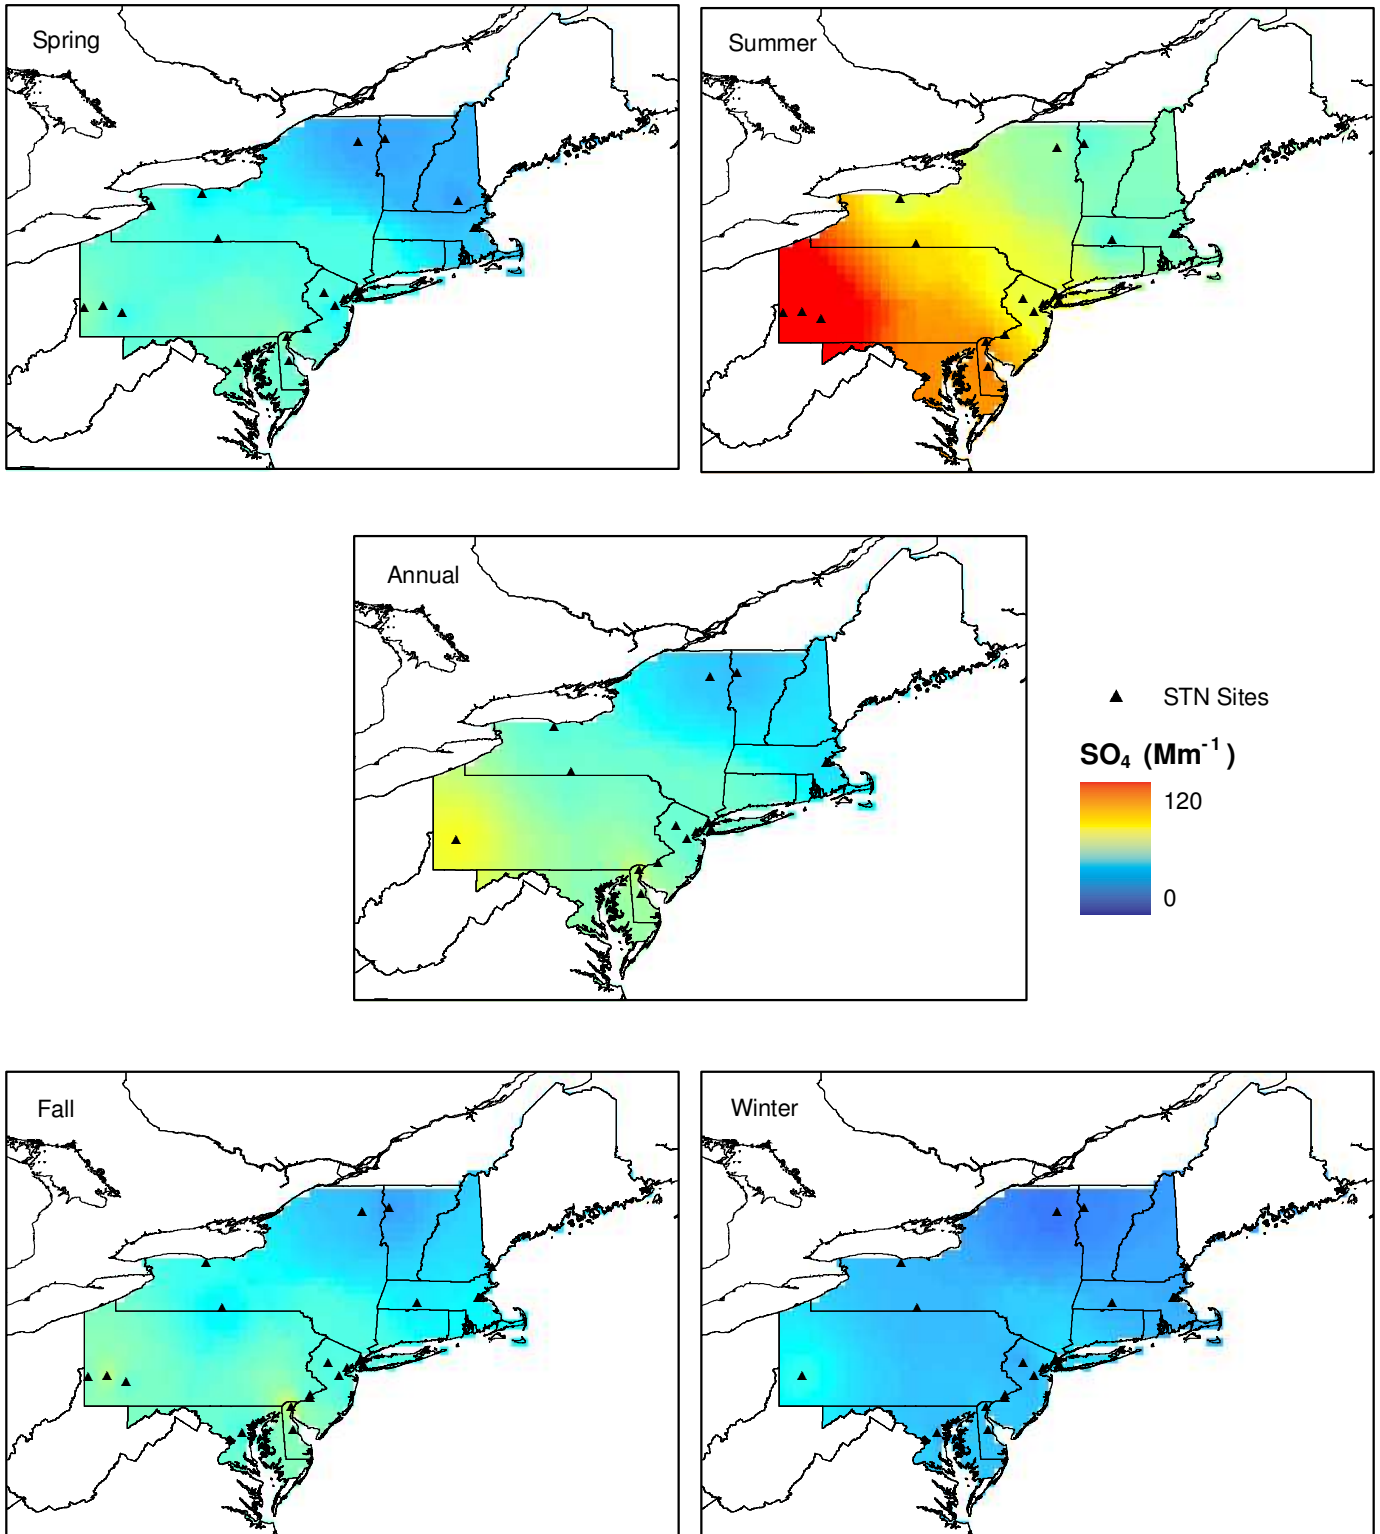 Spring
Summer
Annual
STN Sites
SO₄ (Mm⁻¹)
120
0
Fall
Winter